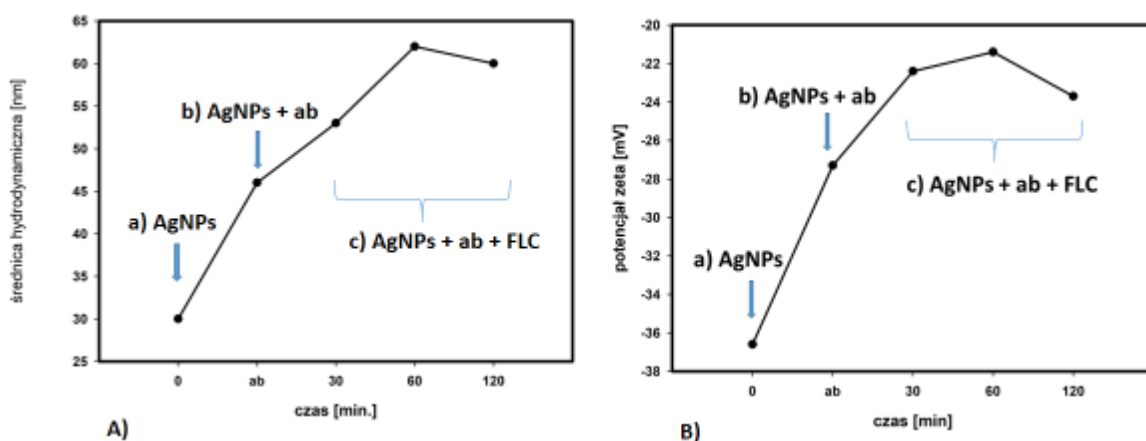 średnica hydrodynamiczna [nm]
65
60
55
50
45
40
35
30
25
a) AgNPs
b) AgNPs + ab
c) AgNPs + ab + FLC
0 ab 30 60 120
czas [min.]
A)
potencjał zeta [mV]
-20
-22
-24
-26
-28
-30
-32
-34
-36
-38
a) AgNPs
b) AgNPs + ab
c) AgNPs + ab + FLC
0 ab 30 60 120
czas [min]
B)